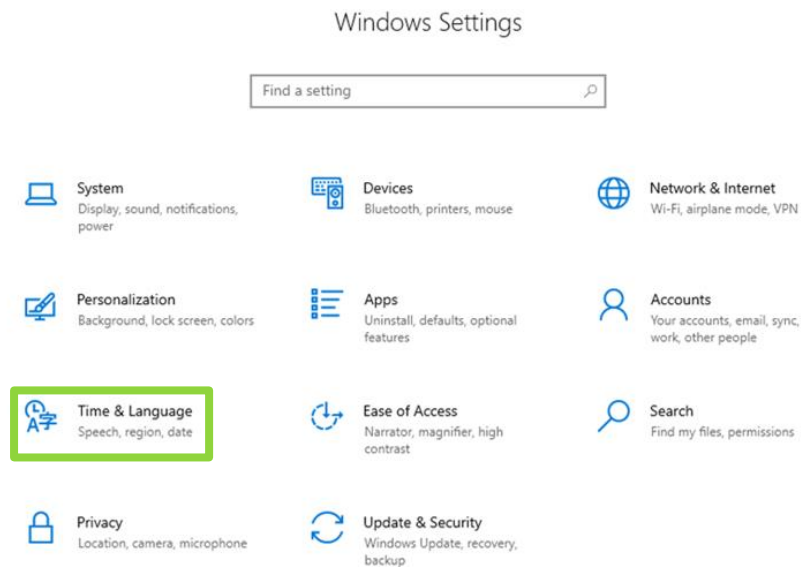 Windows Settings
Find a setting
System
Display, sound, notifications,
power
Devices
Bluetooth, printers, mouse
Network & Internet
Wi-Fi, airplane mode, VPN
Personalization
Background, lock screen, colors
Apps
Uninstall, defaults, optional
features
Accounts
Your accounts, email, sync,
work, other people
Time & Language
Speech, region, date
Ease of Access
Narrator, magnifier, high
contrast
Search
Find my files, permissions
Privacy
Location, camera, microphone
Update & Security
Windows Update, recovery,
backup